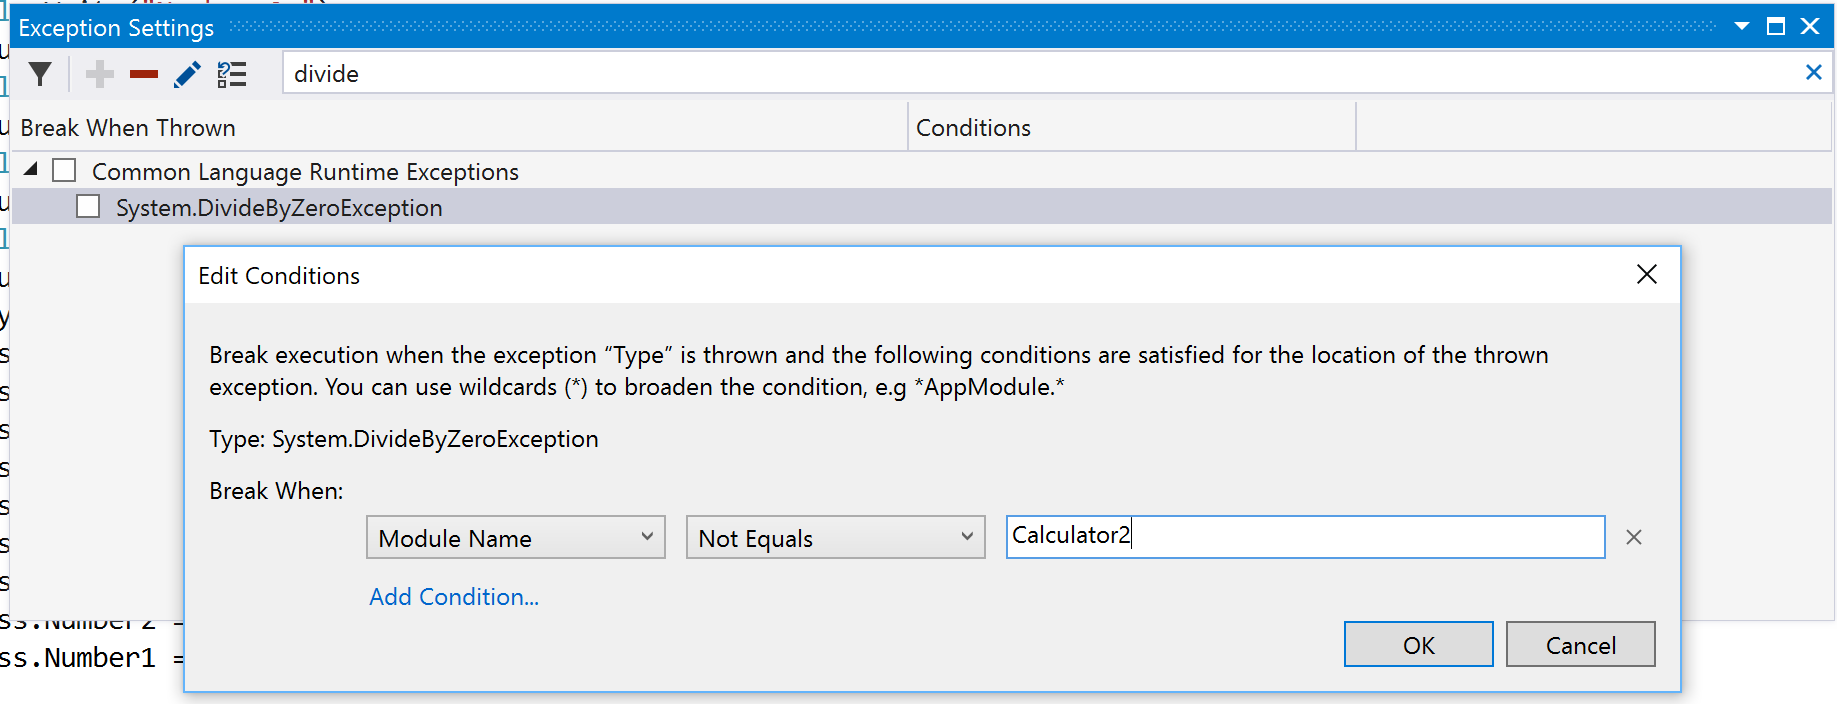 Exception Settings
divide
Break When Thrown
Conditions
Common Language Runtime Exceptions
System.DivideByZeroException
Edit Conditions
Break execution when the exception “Type” is thrown and the following conditions are satisfied for the location of the thrown
exception. You can use wildcards (*) to broaden the condition, e.g *AppModule.*
Type: System.DivideByZeroException
Break When:
Module Name
Not Equals
Calculator2
Add Condition...
ss.Number2 =
ss.Number1 =
OK
Cancel